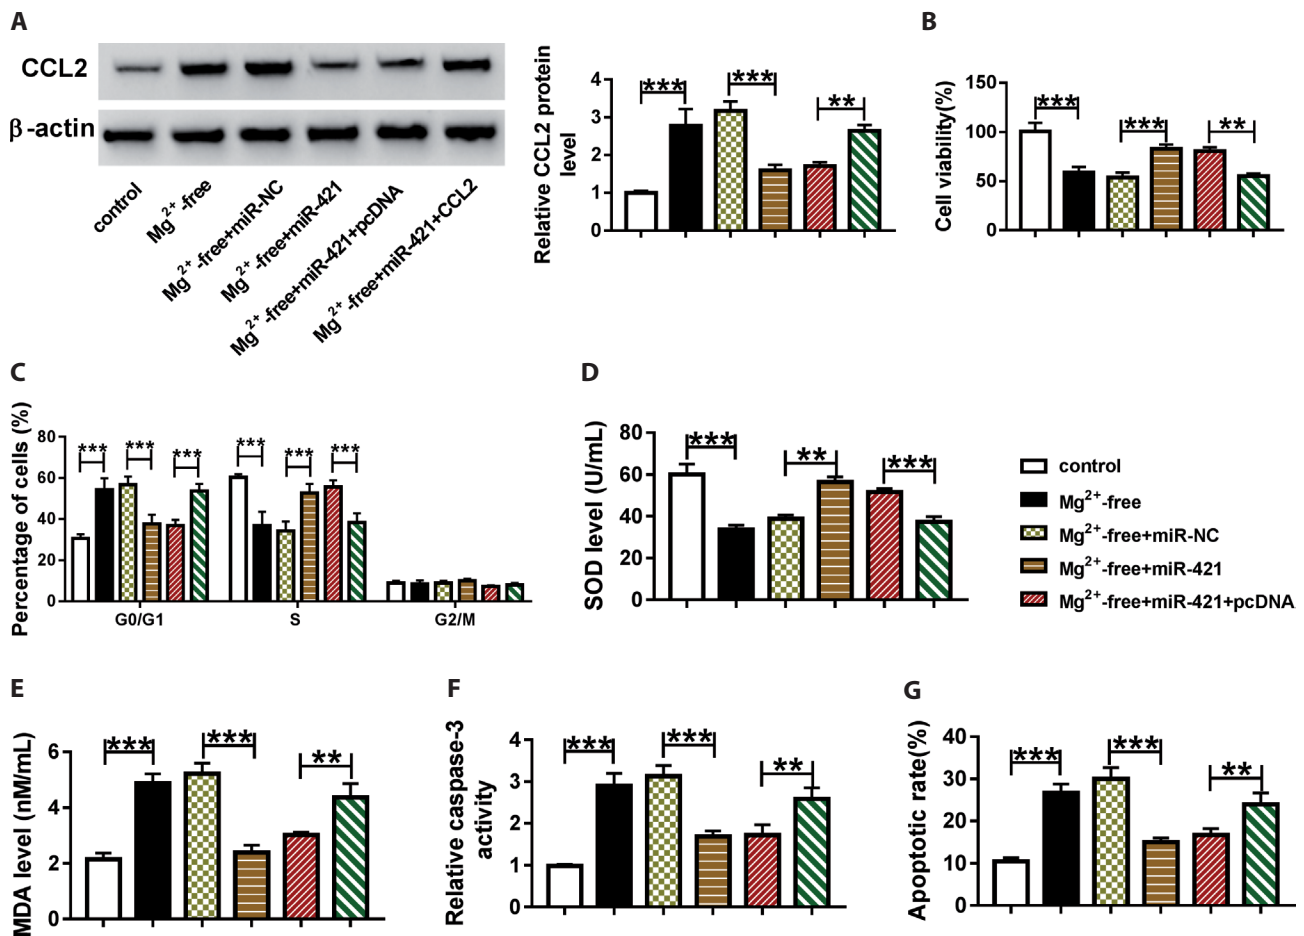 A
CCL2
β-actin
control
Mg2+-free
Mg2+-free+miR-NC
Mg2+-free+miR-421
Mg2+-free+miR-421+pcDNA
Mg2+-free+miR-421+CCL2
Relative CCL2 protein
level
4
3
2
1
0
***
***
**
B
Cell viability(%)
150
100
50
0
***
***
**
C
Percentage of cells (%)
80
60
40
20
0
***
***
***
***
***
***
G0/G1
S
G2/M
D
SOD level (U/mL)
80
60
40
20
0
***
**
***
control
Mg2+-free
Mg2+-free+miR-NC
Mg2+-free+miR-421
Mg2+-free+miR-421+pcDNA
E
MDA level (nM/mL)
6
4
2
0
***
***
**
F
Relative caspase-3
activity
4
3
2
1
0
***
***
**
G
Apoptotic rate(%)
40
30
20
10
0
***
***
**